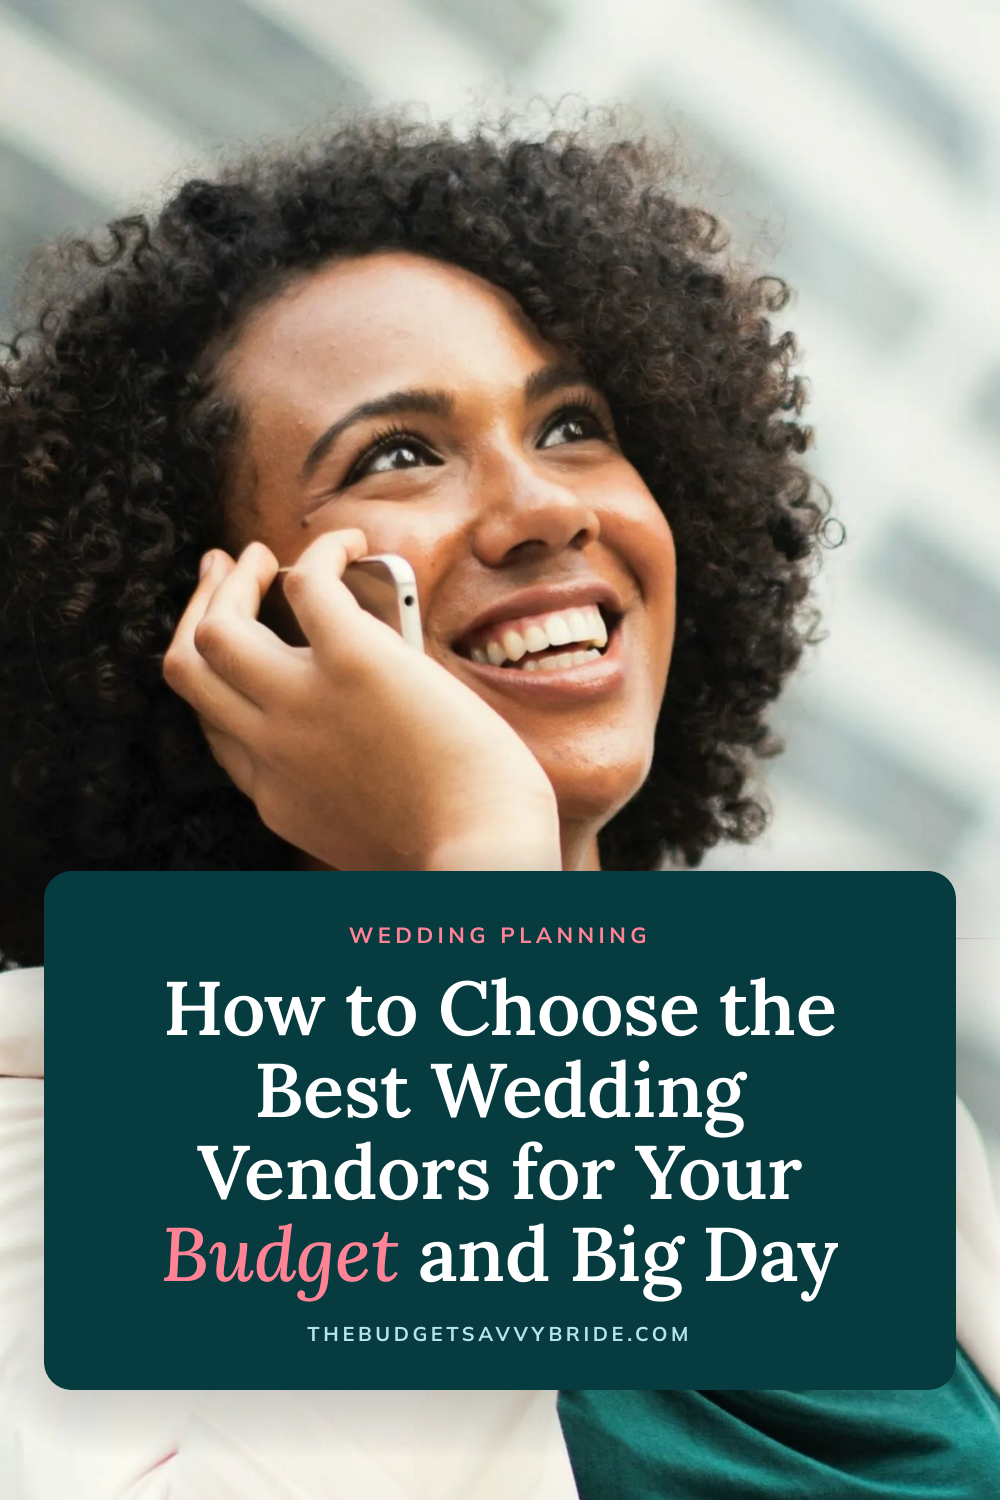 WEDDING PLANNING
How to Choose the
Best Wedding
Vendors for Your
Budget and Big Day
THEBUDGETSAVVYBRIDE.COM